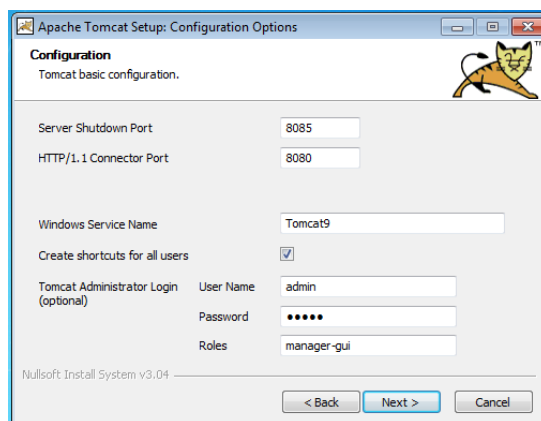 Apache Tomcat Setup: Configuration Options
Configuration
Tomcat basic configuration.
TM
Server Shutdown Port 8085
HTTP/1.1 Connector Port 8080
Windows Service Name Tomcat9
Create shortcuts for all users
Tomcat Administrator Login
(optional)
User Name admin
Password •••••
Roles manager-gui
Nullsoft Install System v3.04
< Back Next > Cancel